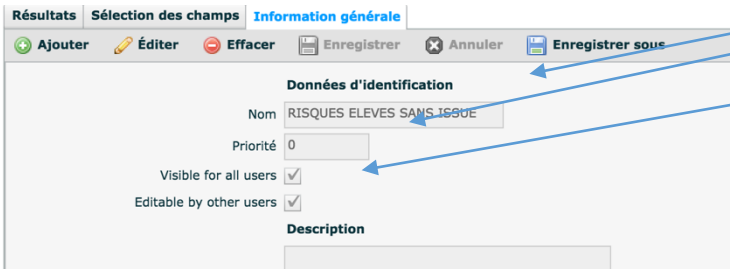 Résultats Sélection des champs Information générale
Ajouter Éditer Effacer Enregistrer Annuler Enregistrer sous
Données d'identification
Nom RISQUES ELEVES SANS ISSUE
Priorité 0
Visible for all users
Editable by other users
Description